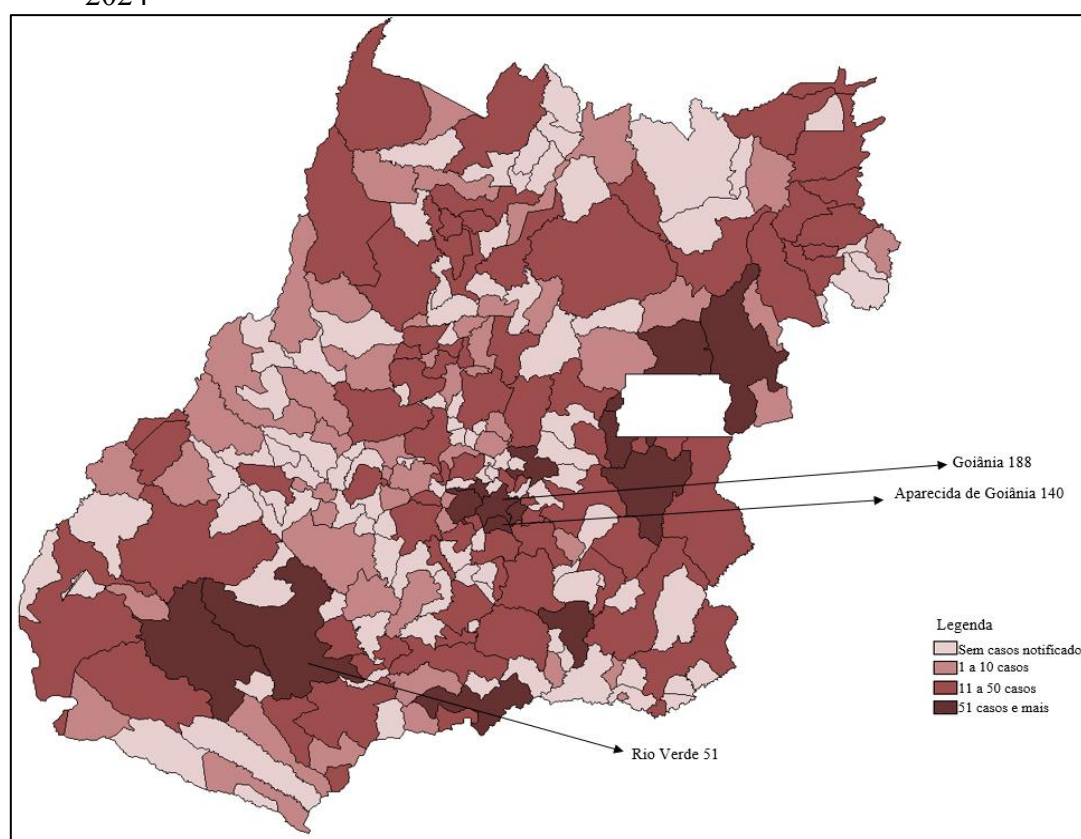 2024
Goiânia 188
Aparecida de Goiânia 140
Legenda
Sem casos notificado
1 a 10 casos
11 a 50 casos
51 casos e mais
Rio Verde 51